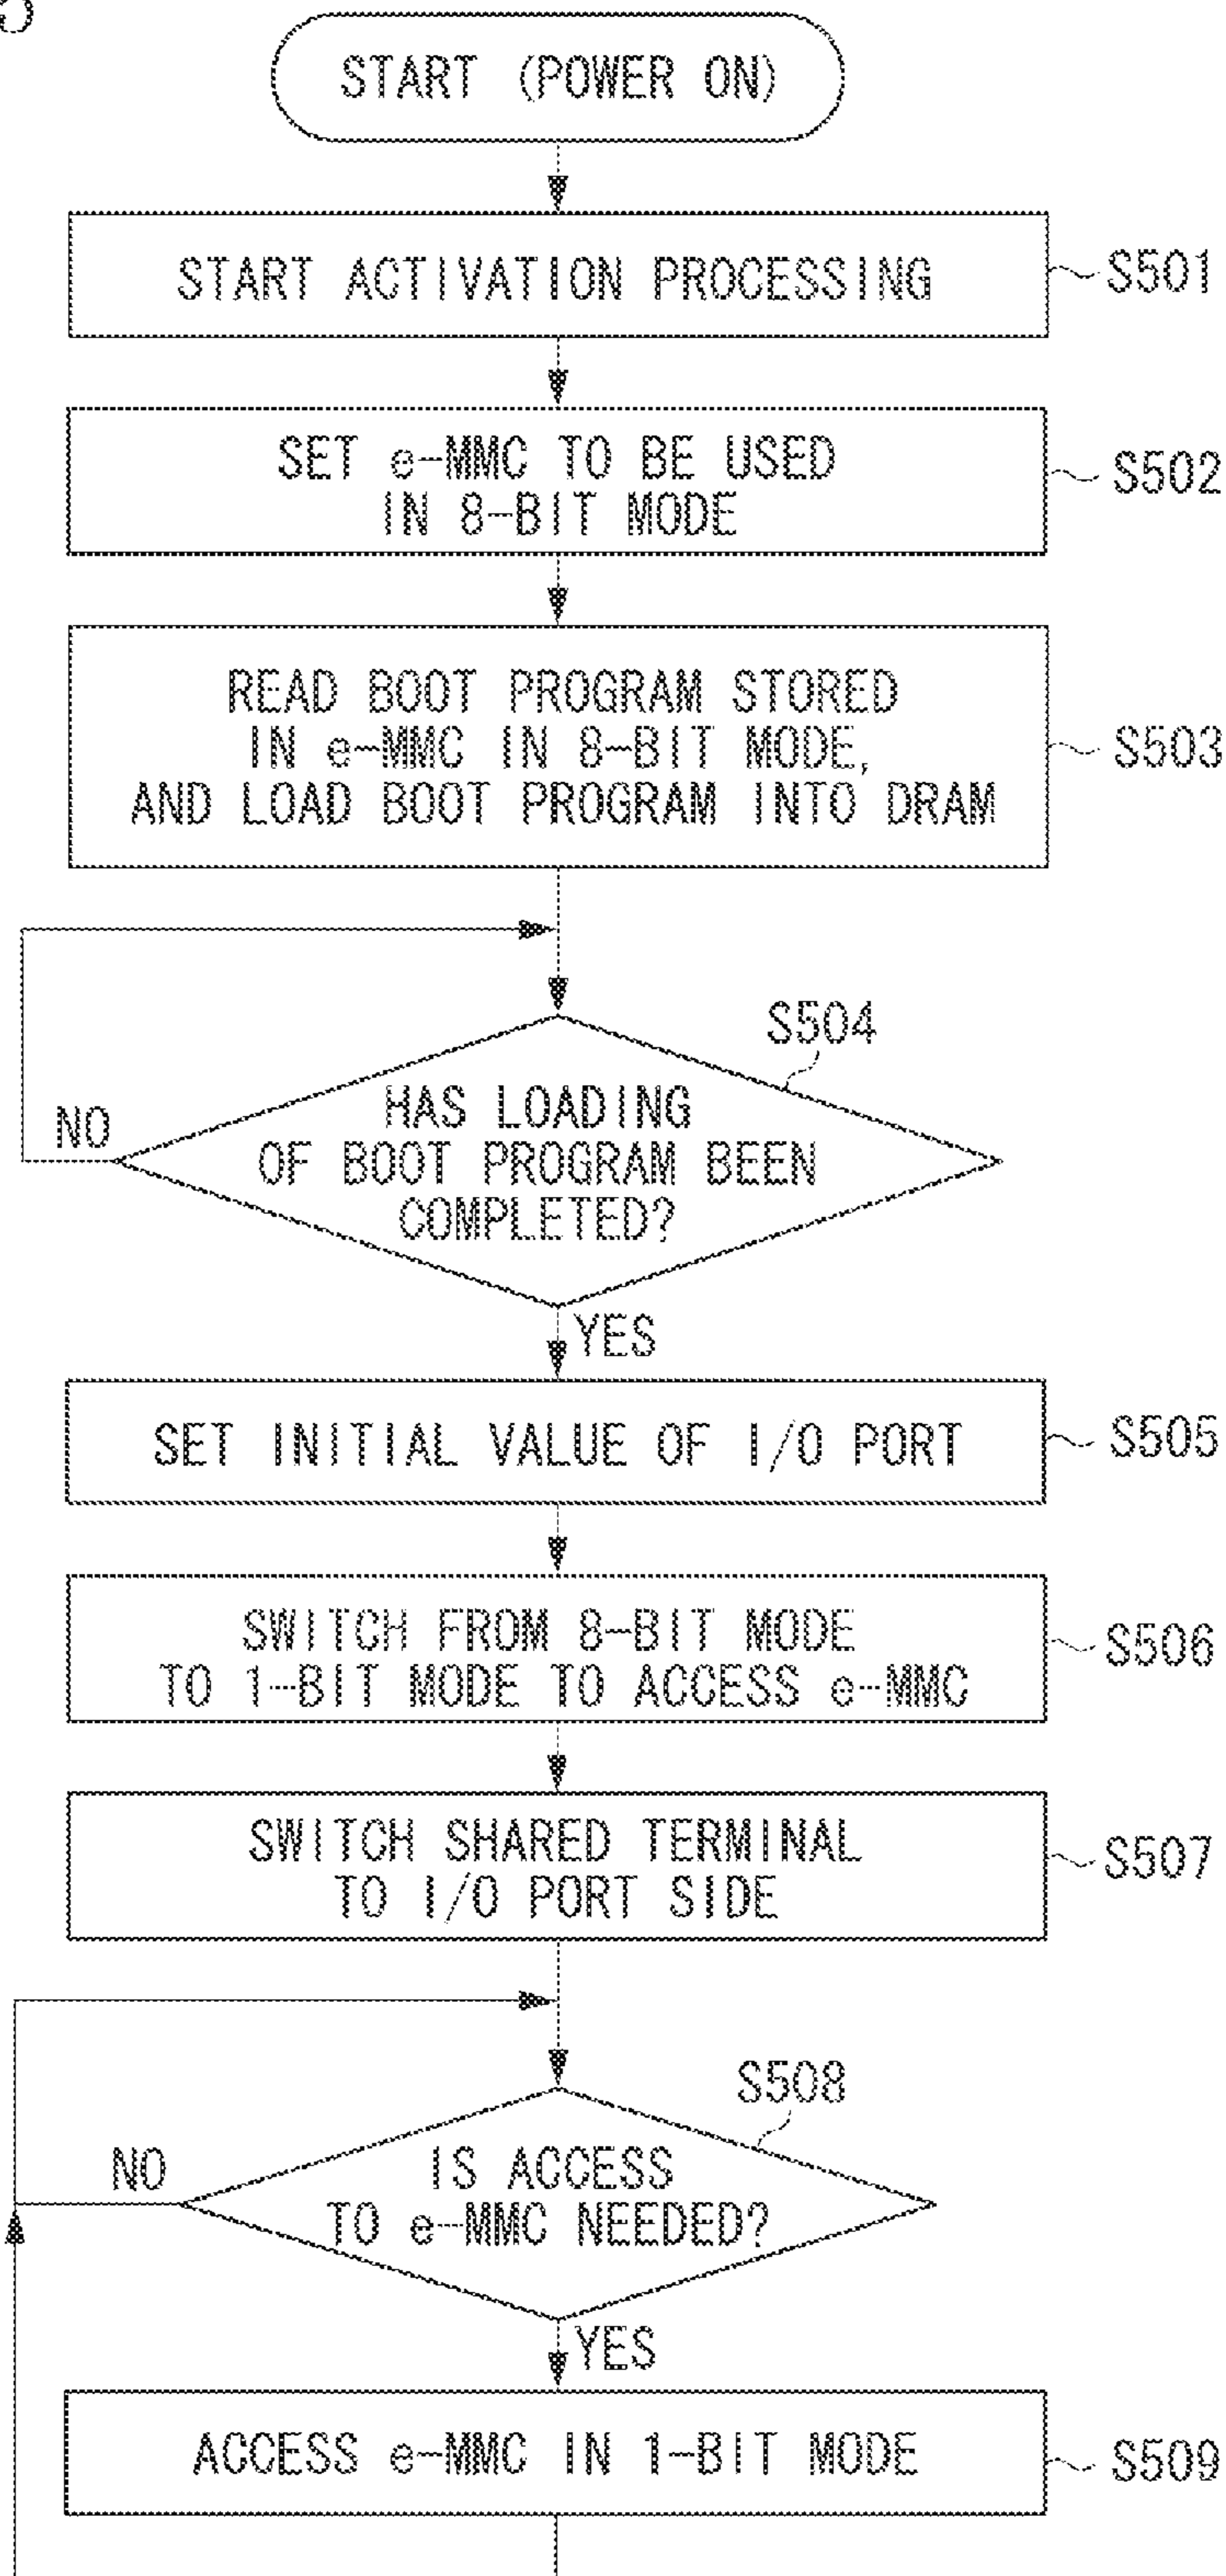 5
START (POWER ON)
START ACTIVATION PROCESSING
S501
SET e-MMC TO BE USED
IN 8-BIT MODE
S502
READ BOOT PROGRAM STORED
IN e-MMC IN 8-BIT MODE,
AND LOAD BOOT PROGRAM INTO DRAM
S503
S504
HAS LOADING
OF BOOT PROGRAM BEEN
COMPLETED?
NO
YES
SET INITIAL VALUE OF I/O PORT
S505
SWITCH FROM 8-BIT MODE
TO 1-BIT MODE TO ACCESS e-MMC
S506
SWITCH SHARED TERMINAL
TO I/O PORT SIDE
S507
S508
IS ACCESS
TO e-MMC NEEDED?
NO
YES
ACCESS e-MMC IN 1-BIT MODE
S509